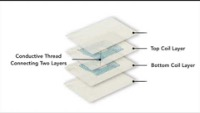 Top Coil Layer
Conductive Thread
Connecting Two Layers
Bottom Coil Layer